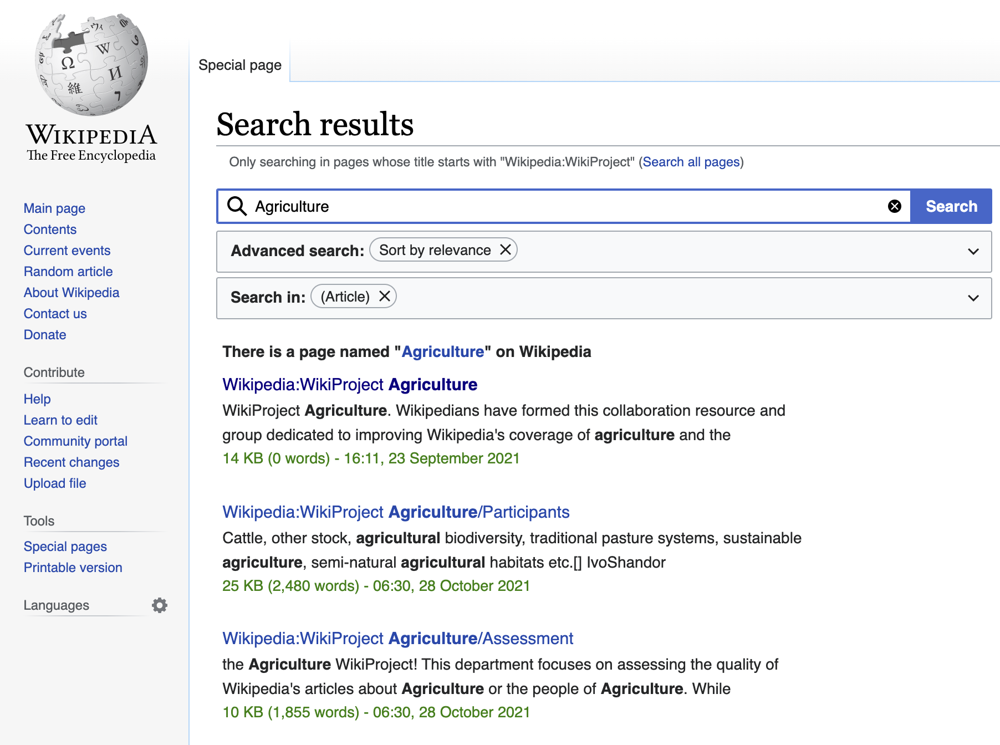 Ω
W
И
維
WIKIPEDIA
The Free Encyclopedia
Main page
Contents
Current events
Random article
About Wikipedia
Contact us
Donate
Contribute
Help
Learn to edit
Community portal
Recent changes
Upload file
Tools
Special pages
Printable version
Languages
Special page
Search results
Only searching in pages whose title starts with "Wikipedia:WikiProject" (Search all pages)
Agriculture
Search
Advanced search: Sort by relevance
Search in: (Article)
There is a page named "Agriculture" on Wikipedia
Wikipedia:WikiProject Agriculture
WikiProject Agriculture. Wikipedians have formed this collaboration resource and
group dedicated to improving Wikipedia's coverage of agriculture and the
14 KB (0 words) - 16:11, 23 September 2021
Wikipedia:WikiProject Agriculture/Participants
Cattle, other stock, agricultural biodiversity, traditional pasture systems, sustainable
agriculture, semi-natural agricultural habitats etc.[] IvoShandor
25 KB (2,480 words) - 06:30, 28 October 2021
Wikipedia:WikiProject Agriculture/Assessment
the Agriculture WikiProject! This department focuses on assessing the quality of
Wikipedia's articles about Agriculture or the people of Agriculture. While
10 KB (1,855 words) - 06:30, 28 October 2021